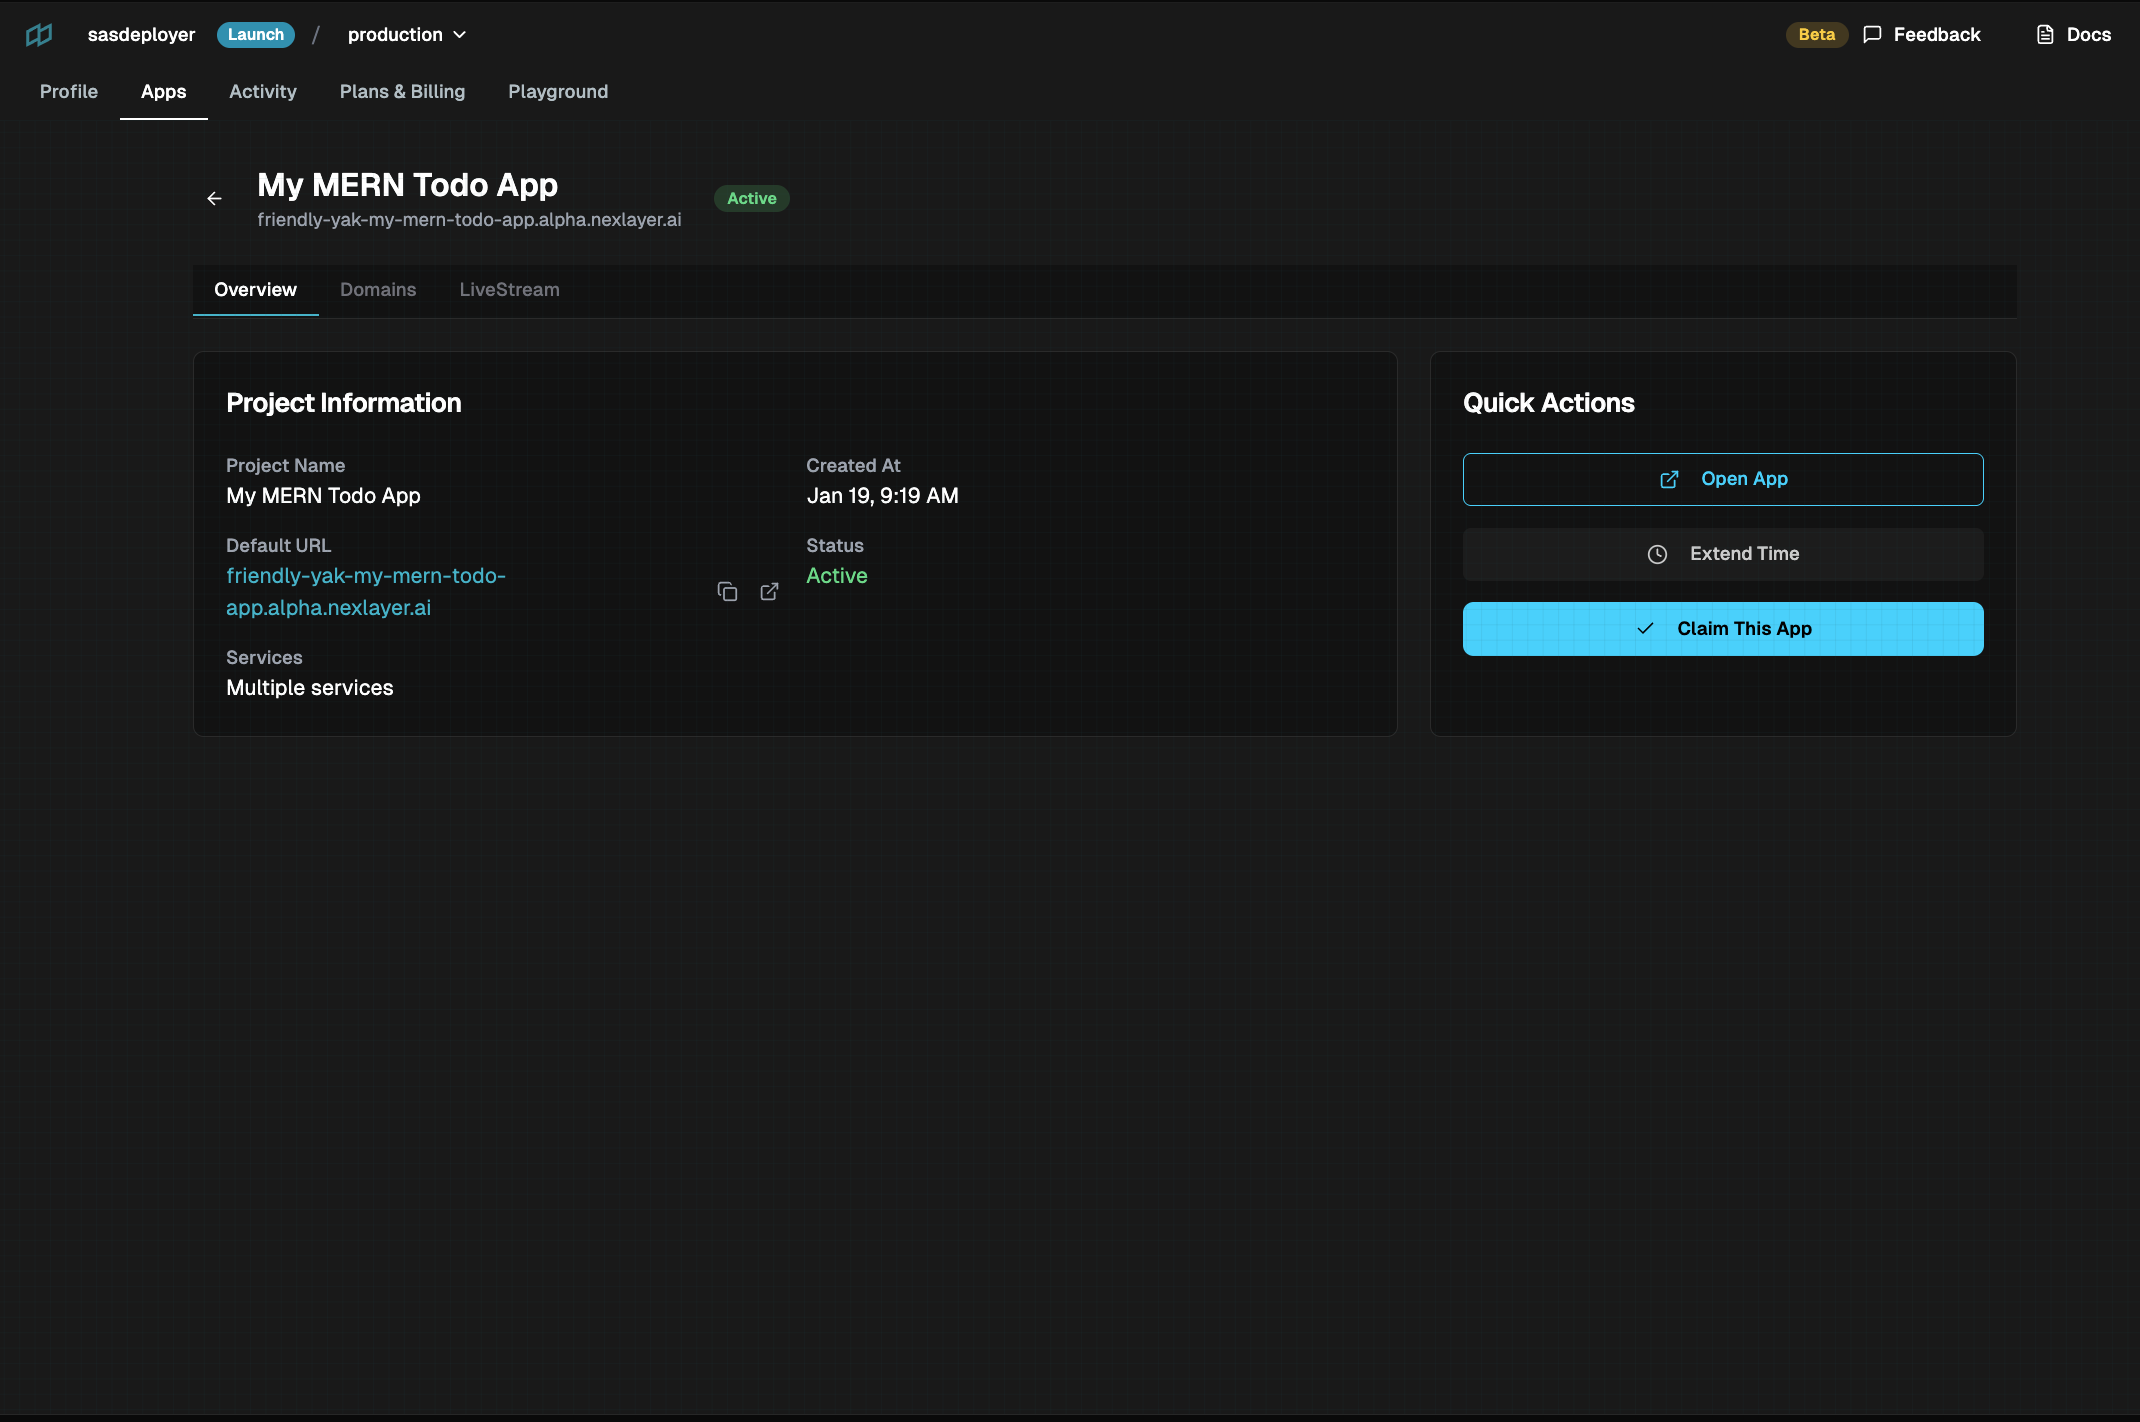 sasdeployer Launch / production
Beta Feedback Docs
Profile Apps Activity Plans & Billing Playground
My MERN Todo App
friendly-yak-my-mern-todo-app.alpha.nexlayer.ai
Active
Overview Domains LiveStream
Project Information
Project Name
My MERN Todo App
Created At
Jan 19, 9:19 AM
Default URL
friendly-yak-my-mern-todo-
app.alpha.nexlayer.ai
Status
Active
Services
Multiple services
Quick Actions
Open App
Extend Time
Claim This App